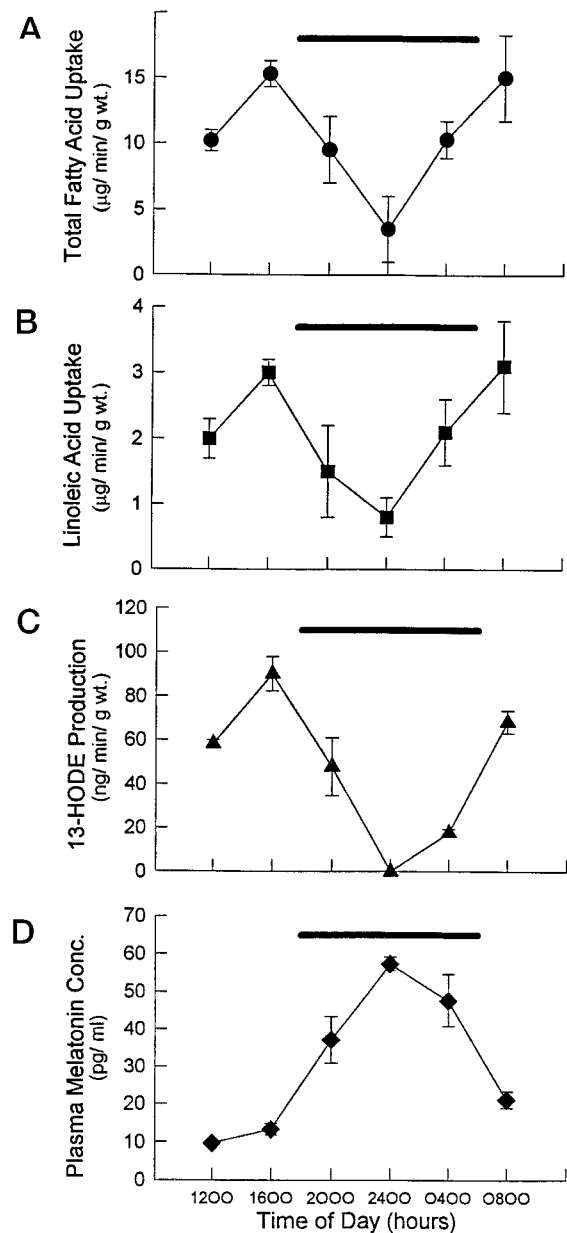 A
Total Fatty Acid Uptake
(μg/ min/ g wt.)
15
10
5
0
B
Linoleic Acid Uptake
(μg/ min/ g wt.)
4
3
2
1
0
C
13-HODE Production
(ng/ min/ g wt.)
120
100
80
60
40
20
0
D
Plasma Melatonin Conc.
(pg/ ml)
70
60
50
40
30
20
10
0
1200 1600 2000 2400 0400 0800
Time of Day (hours)